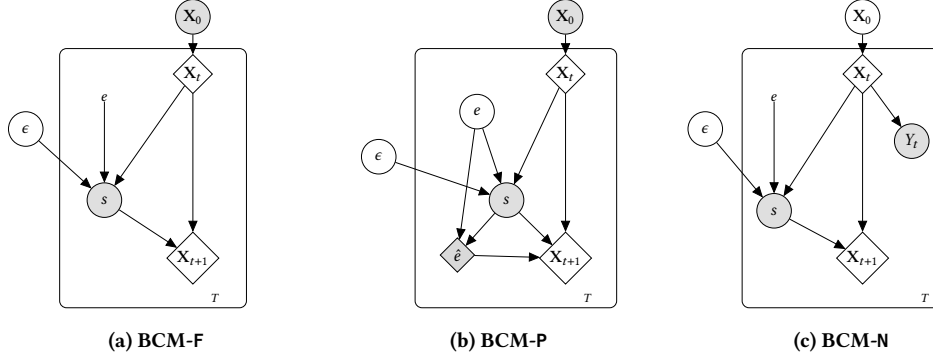 X₀ X₀ X₀
Xₜ Xₜ Xₜ
e e e
ϵ ϵ ϵ Yₜ
s s s
Xₜ₊₁ ê Xₜ₊₁ Xₜ₊₁
T T T
(a) BCM-F (b) BCM-P (c) BCM-N